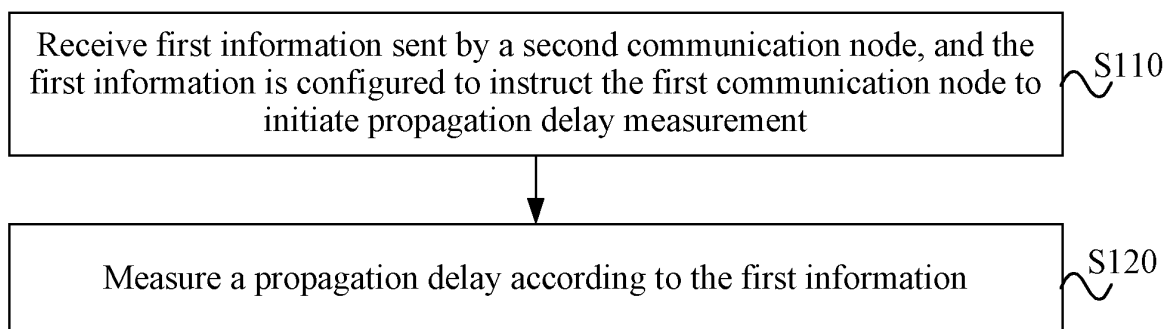 Receive first information sent by a second communication node, and the
first information is configured to instruct the first communication node to
initiate propagation delay measurement
S110
Measure a propagation delay according to the first information
S120